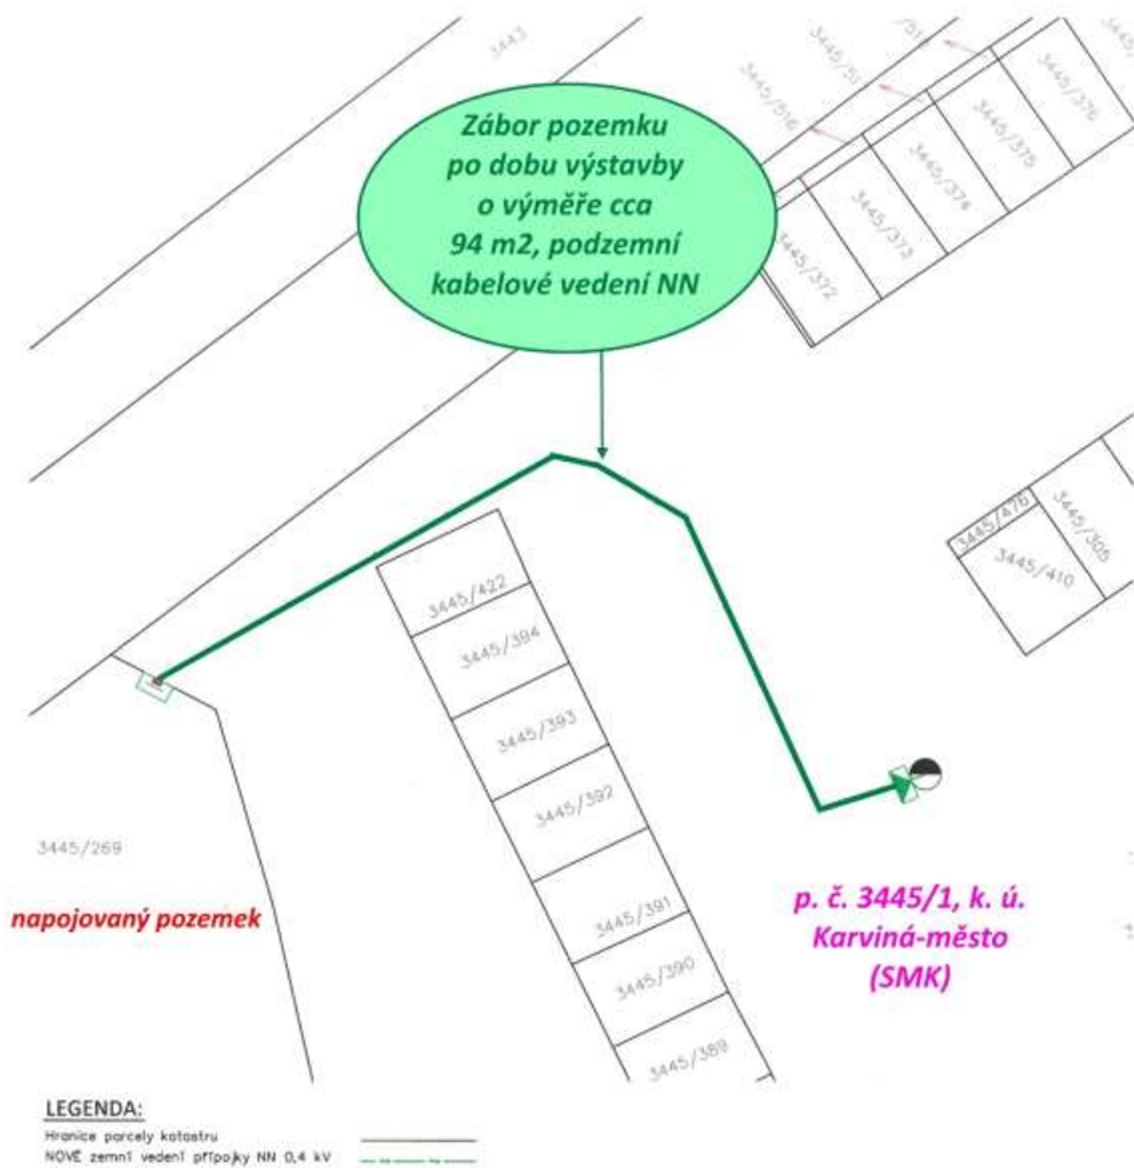 3443
3445/516
3445/51
/51
3445/376
3445/375
3445/374
3445/373
3445/372
Zábor pozemku
po dobu výstavby
o výměře cca
94 m2, podzemní
kabelové vedení NN
3445/476
3445/305
3445/410
3445/422
3445/394
3445/393
3445/392
3445/391
3445/390
3445/389
3445/269
napojovaný pozemek
p. č. 3445/1, k. ú.
Karviná-město
(SMK)
LEGENDA:
Hranice parcely katastru
NOVÉ zemní vedení přípojky NN 0,4 kV